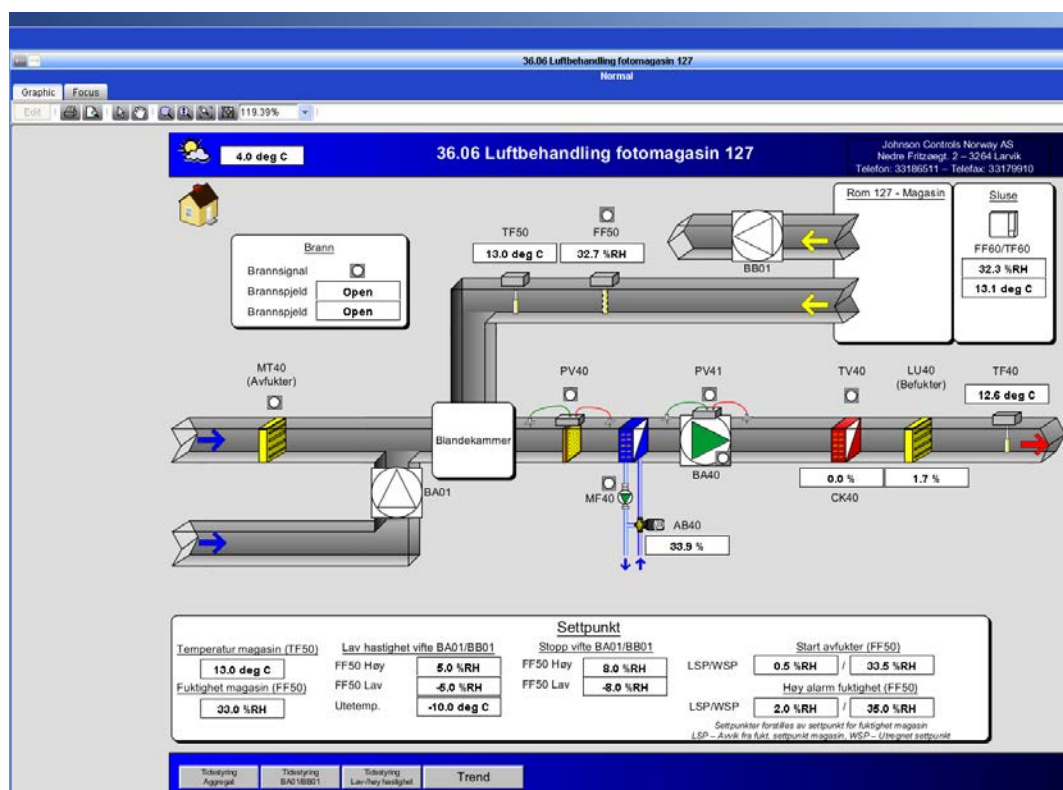 36.06 Luftbehandling fotomagasin 127
Normal
Graphic Focus
Edit 119.39%
4.0 deg C
36.06 Luftbehandling fotomagasin 127
Johnson Controls Norway AS
Nedre Fritzøegt. 2 – 3264 Larvik
Telefon: 33186511 – Telefax: 33179910
Rom 127 - Magasin
Sluse
FF60/TF60
32.3 %RH
13.1 deg C
TF50
13.0 deg C
FF50
32.7 %RH
BB01
Brann
Brannsignal
Brannspjeld Open
Brannspjeld Open
MT40
(Avfukter)
Blandekammer
BA01
PV40
PV41
TV40
LU40
(Befukter)
TF40
12.6 deg C
MF40
BA40
0.0 %
CK40
1.7 %
AB40
33.9 %
Settpunkt
Temperatur magasin (TF50)
13.0 deg C
Fuktighet magasin (FF50)
33.0 %RH
Lav hastighet vifte BA01/BB01
FF50 Høy 5.0 %RH
FF50 Lav -5.0 %RH
Utetemp. -10.0 deg C
Stopp vifte BA01/BB01
FF50 Høy 8.0 %RH
FF50 Lav -8.0 %RH
Start avfukter (FF50)
LSP/WSP 0.5 %RH / 33.5 %RH
Høy alarm fuktighet (FF50)
LSP/WSP 2.0 %RH / 35.0 %RH
Settpunkter forstilles av settpunkt for fuktighet magasin
LSP – Avvik fra fukt. settpunkt magasin, WSP – Utregnet settpunkt
Tidsstyring
Aggregat
Tidsstyring
BA01/BB01
Tidsstyring
Lav-/høy hastighet
Trend